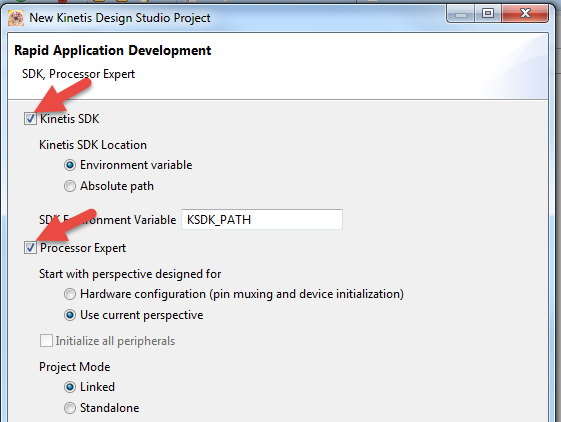 New Kinetis Design Studio Project
Rapid Application Development
SDK, Processor Expert
Kinetis SDK
Kinetis SDK Location
Environment variable
Absolute path
SDK Environment Variable KSDK_PATH
Processor Expert
Start with perspective designed for
Hardware configuration (pin muxing and device initialization)
Use current perspective
Initialize all peripherals
Project Mode
Linked
Standalone